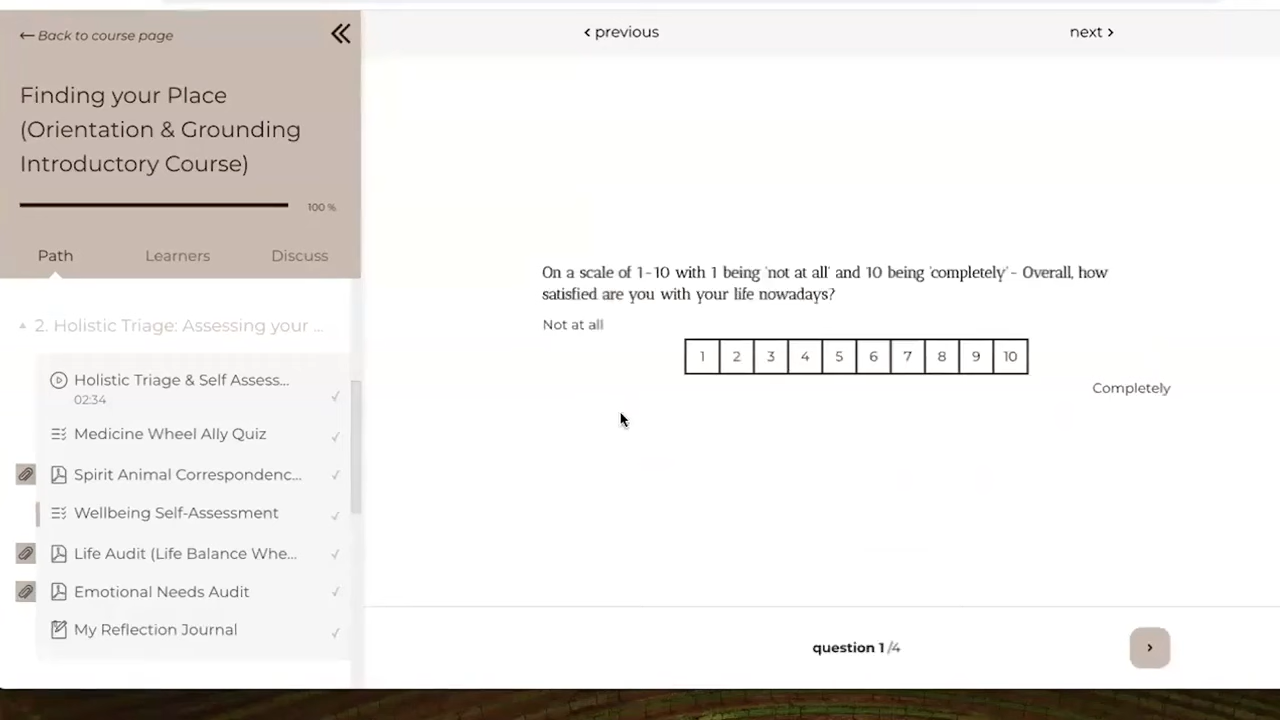 Back to course page
Finding your Place
(Orientation & Grounding
Introductory Course)
100 %
Path Learners Discuss
2. Holistic Triage: Assessing your ...
Holistic Triage & Self Assess...
02:34
Medicine Wheel Ally Quiz
Spirit Animal Correspondenc...
Wellbeing Self-Assessment
Life Audit (Life Balance Whe...
Emotional Needs Audit
My Reflection Journal
previous next
On a scale of 1-10 with 1 being 'not at all' and 10 being 'completely'- Overall, how
satisfied are you with your life nowadays?
Not at all
1 2 3 4 5 6 7 8 9 10
Completely
question 1 /4